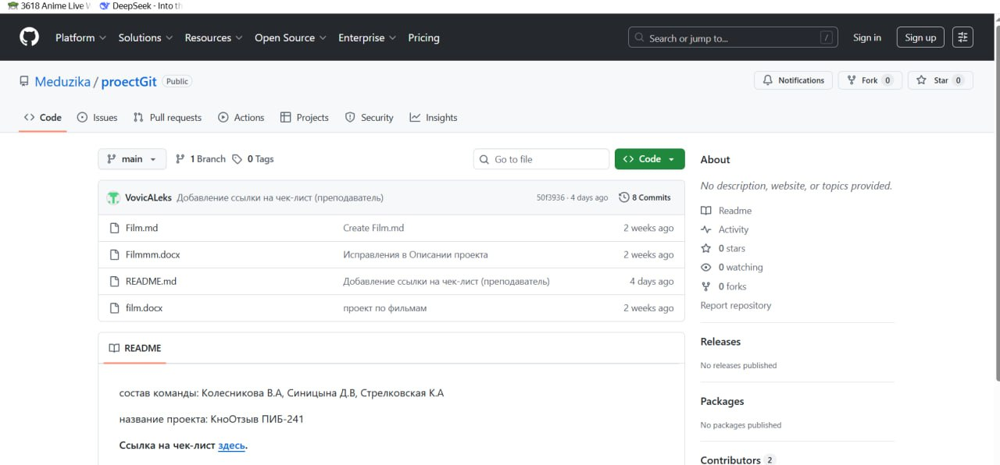 3618 Anime Live DeepSeek - Into
Platform Solutions Resources Open Source Enterprise Pricing Search or jump to... / Sign in Sign up
Meduzika / proectGit Public Notifications Fork 0 Star 0
Code Issues Pull requests Actions Projects Security Insights
main 1 Branch 0 Tags Go to file Code
VovicALeks Добавление ссылки на чек-лист (преподаватель) 50f3936 · 4 days ago 8 Commits
Film.md Create Film.md 2 weeks ago
Filmmm.docx Исправления в Описании проекта 2 weeks ago
README.md Добавление ссылки на чек-лист (преподаватель) 4 days ago
film.docx проект по фильмам 2 weeks ago
README
состав команды: Колесникова В.А, Синицына Д.В, Стрелковская К.А
название проекта: КноОтзыв ПИБ-241
Ссылка на чек-лист здесь.
About
No description, website, or topics provided.
Readme
Activity
0 stars
0 watching
0 forks
Report repository
Releases
No releases published
Packages
No packages published
Contributors 2